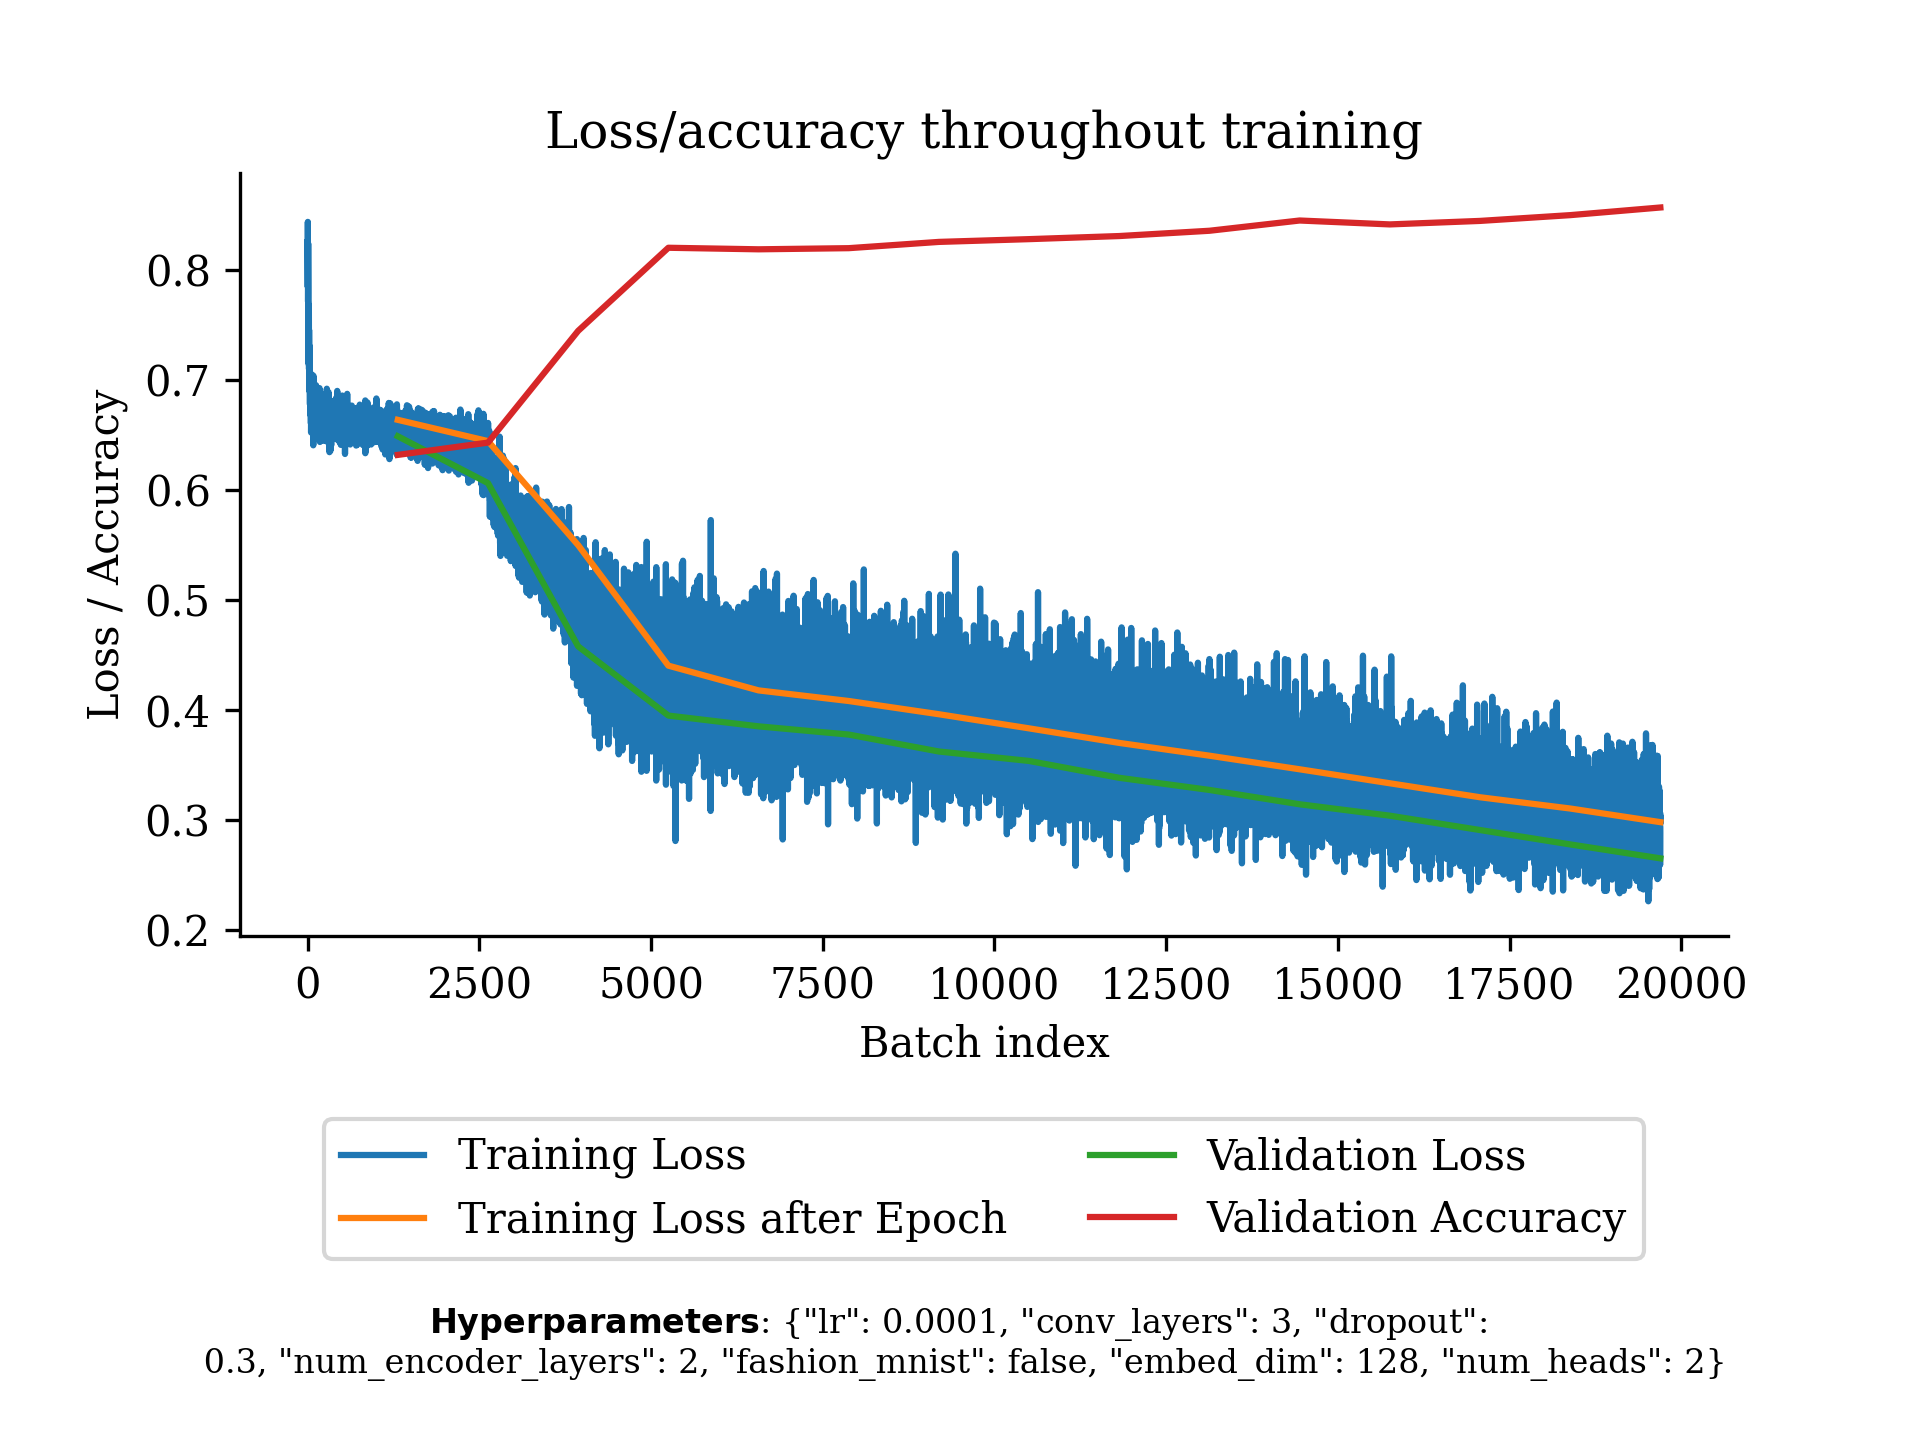 Loss/accuracy throughout training
Loss / Accuracy
0.8
0.7
0.6
0.5
0.4
0.3
0.2
0 2500 5000 7500 10000 12500 15000 17500 20000
Batch index
Training Loss
Training Loss after Epoch
Validation Loss
Validation Accuracy
Hyperparameters: {"lr": 0.0001, "conv_layers": 3, "dropout":
0.3, "num_encoder_layers": 2, "fashion_mnist": false, "embed_dim": 128, "num_heads": 2}